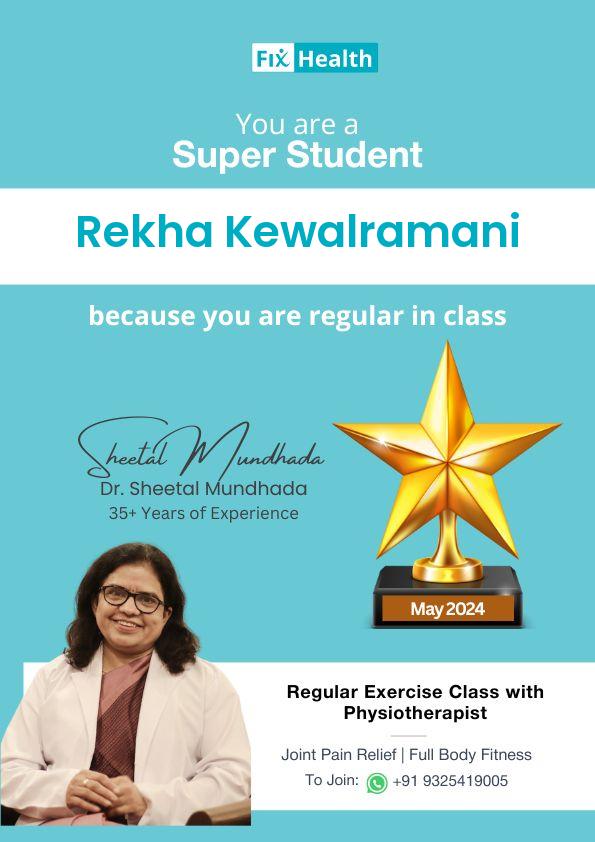 Fix Health
You are a
Super Student
Rekha Kewalramani
because you are regular in class
Sheetal Mundhada
Dr. Sheetal Mundhada
35+ Years of Experience
May 2024
Regular Exercise Class with
Physiotherapist
Joint Pain Relief | Full Body Fitness
To Join: +91 9325419005